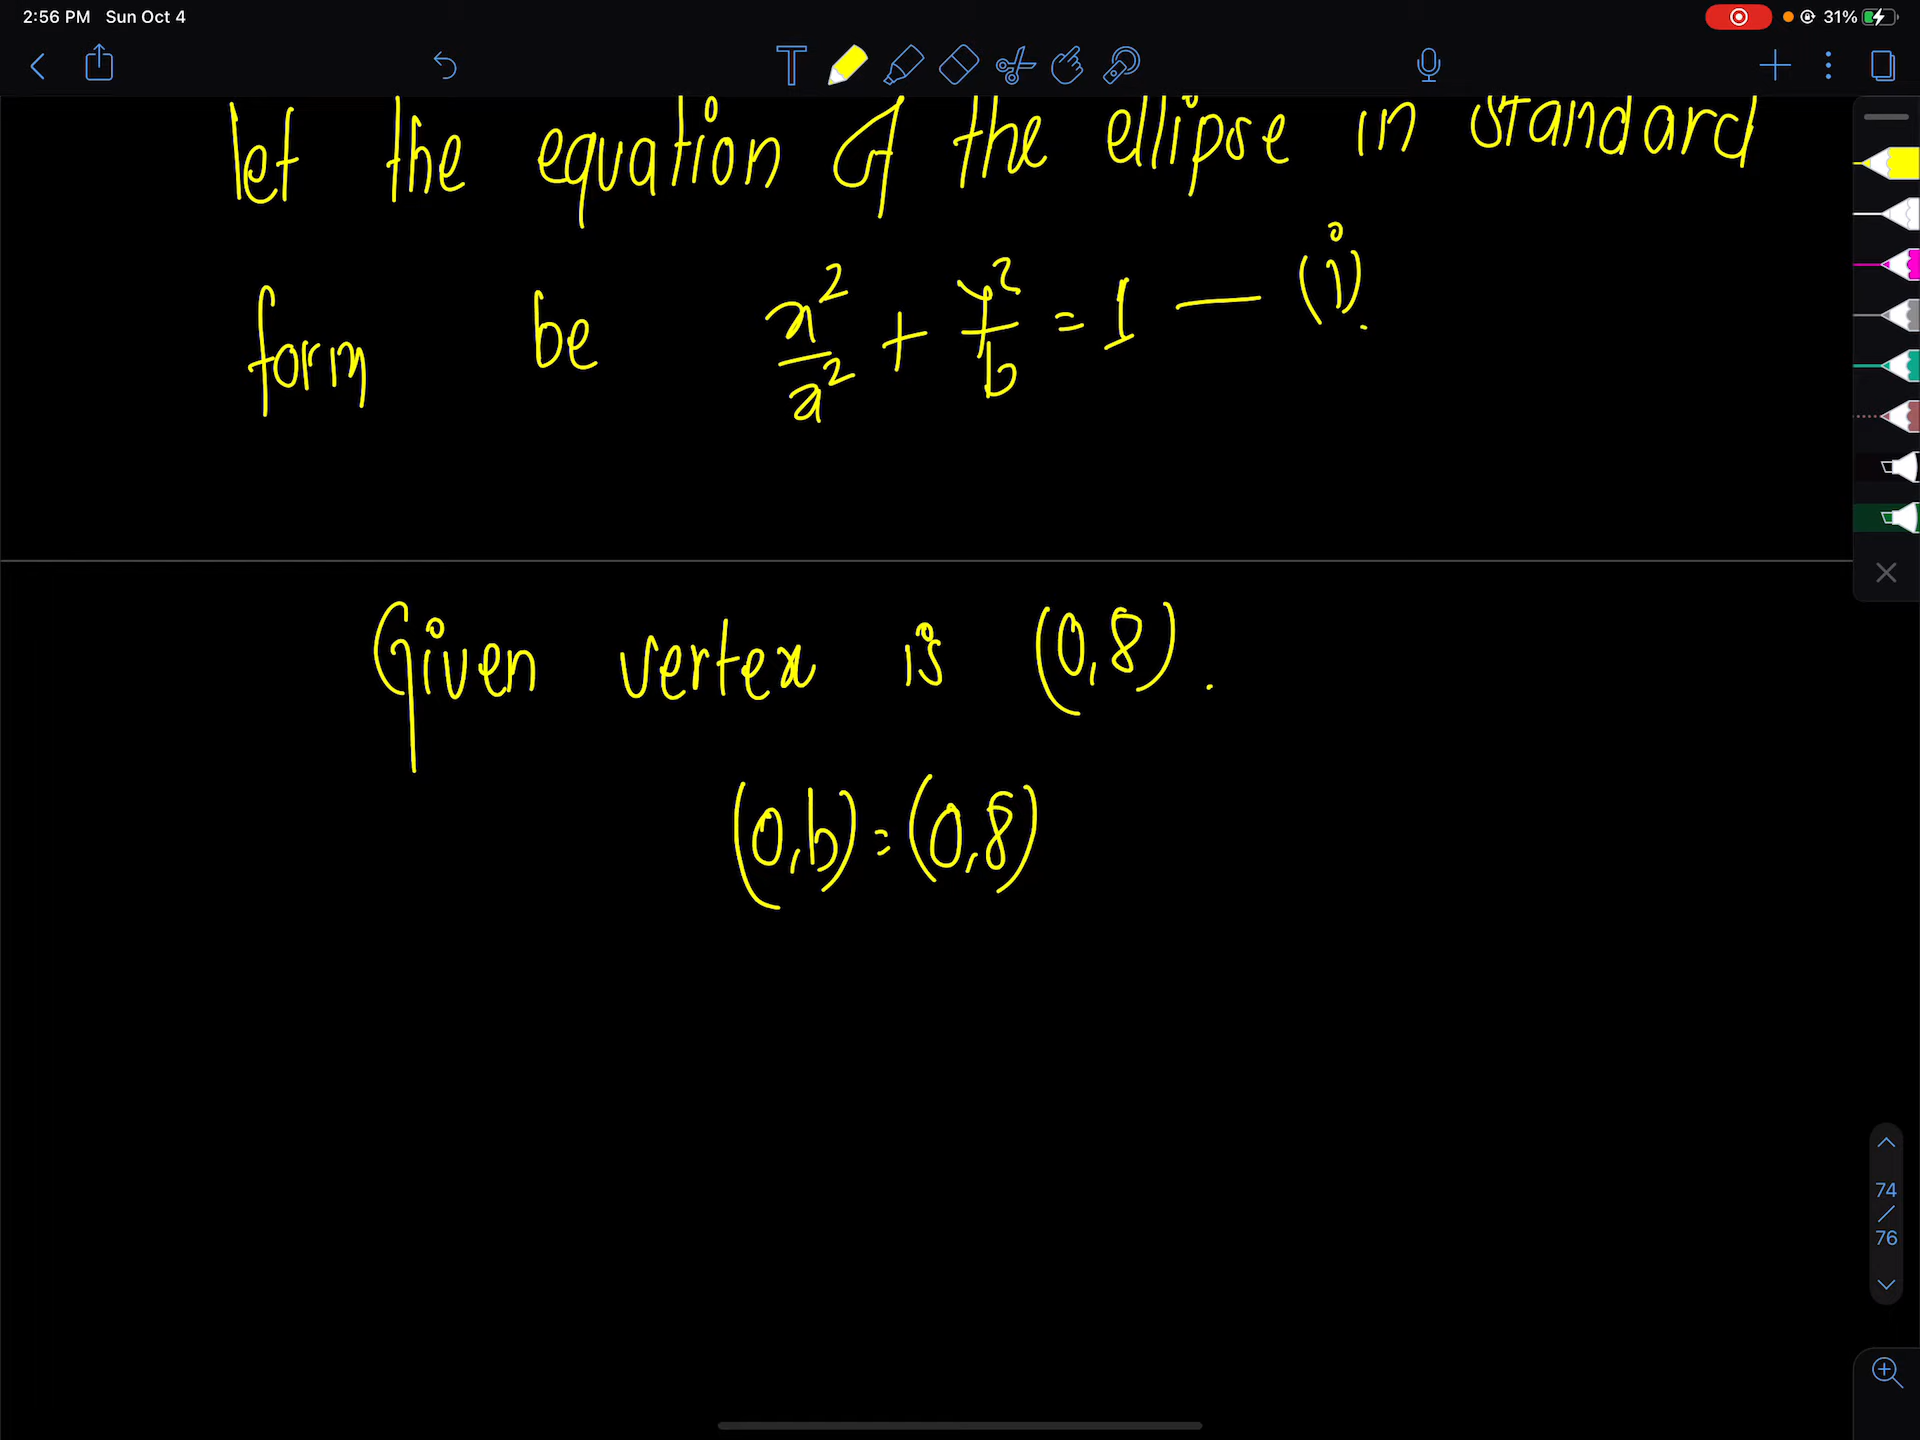 2:56 PM Sun Oct 4
31%
let the equation of the ellipse in standard
form be x²/a² + y²/b = 1 — (i).
Given vertex is (0,8).
(0,b) = (0,8)
74
/
76